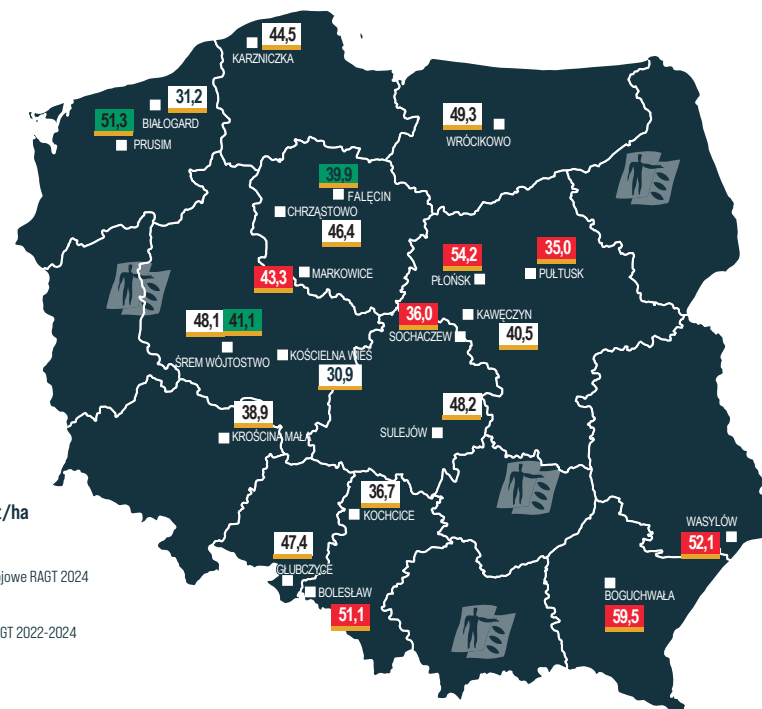 44,5
KARZNICZKA
31,2
BIAŁOGARD
51,3
PRUSIM
49,3
WRÓCIKOWO
39,9
FALĘCIN
CHRZĄSTOWO
46,4
MARKOWICE
43,3
54,2
PŁOŃSK
35,0
PUŁTUSK
36,0
SOCHACZEW
KAWĘCZYN
40,5
48,1 41,1
ŚREM WÓJTOSTWO
KOŚCIELNA WIEŚ
30,9
38,9
KROŚCINA MAŁA
48,2
SULEJÓW
36,7
KOCHCICE
47,4
GŁUBCZYCE
BOLESŁAW
51,1
WASYLÓW
52,1
BOGUCHWAŁA
59,5
/ha
jowe RAGT 2024
GT 2022-2024